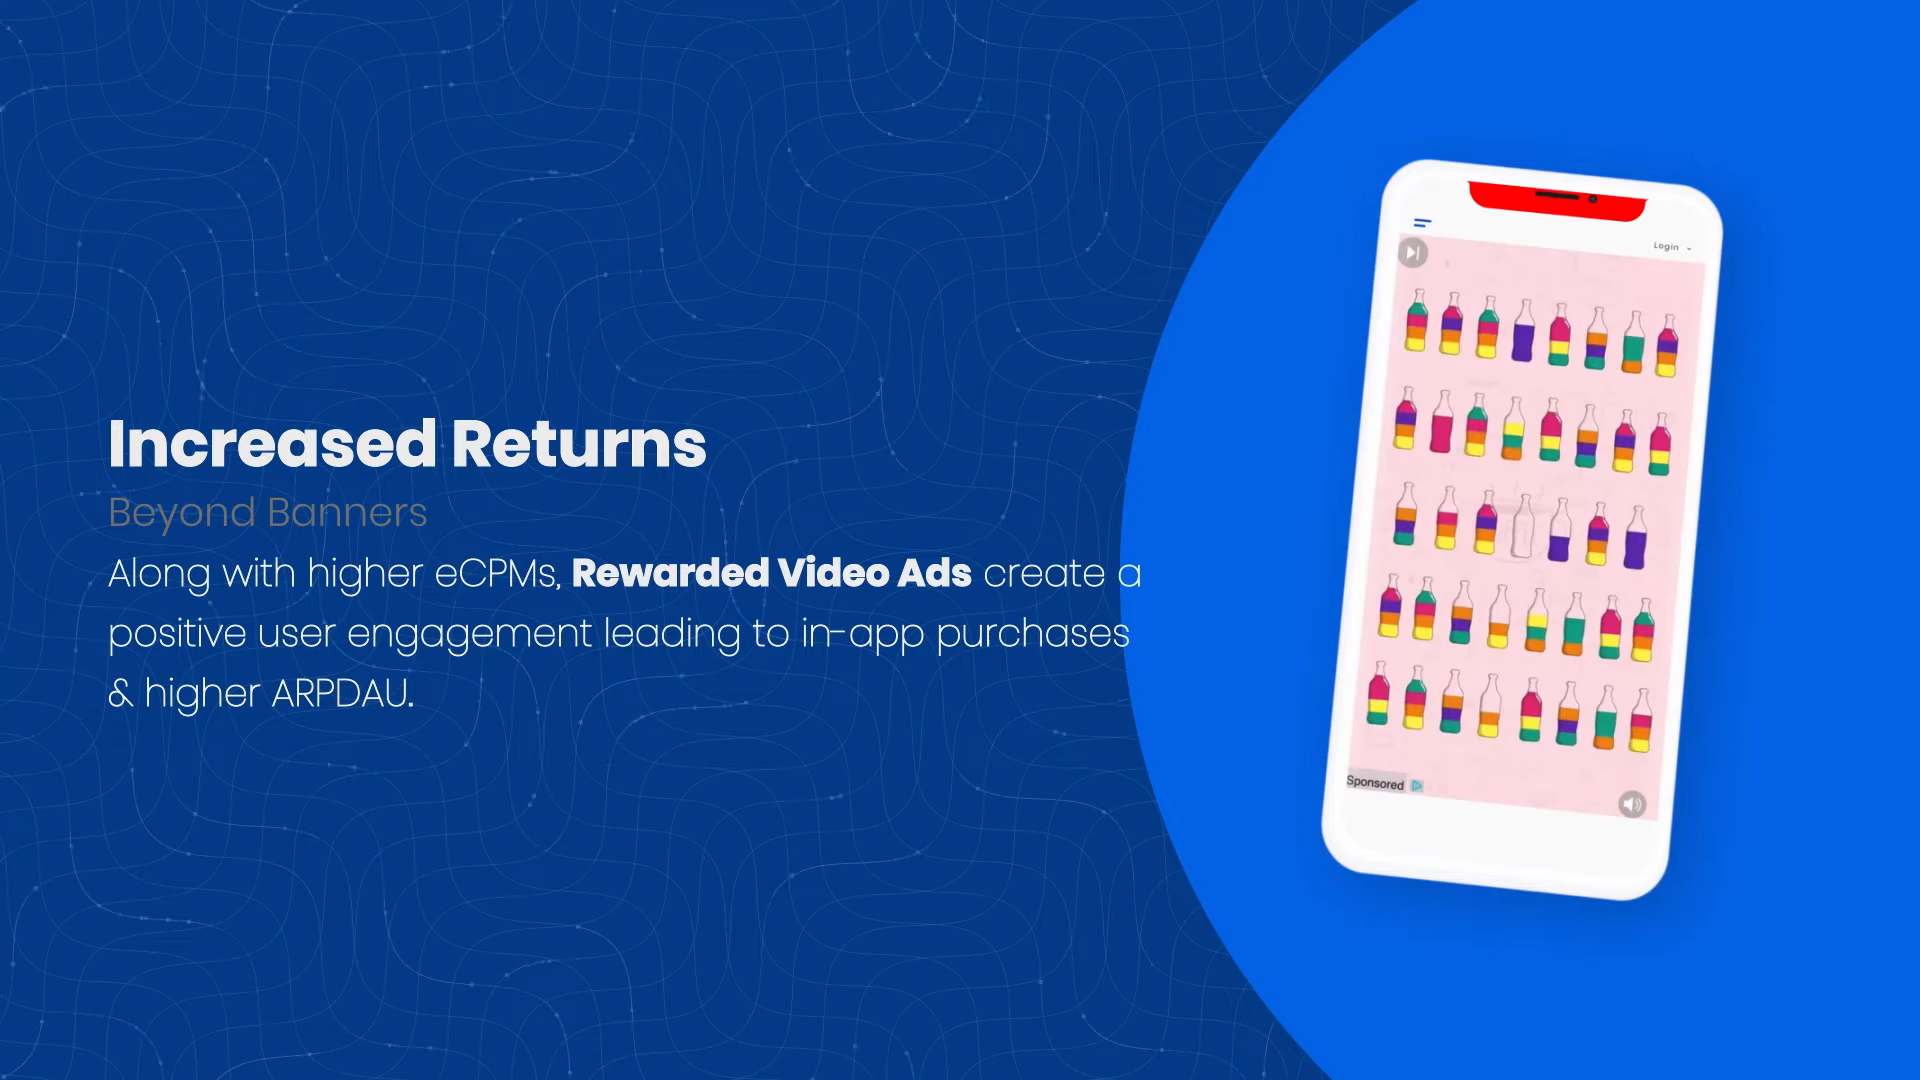 Increased Returns
Beyond Banners
Along with higher eCPMs, Rewarded Video Ads create a
positive user engagement leading to in-app purchases
& higher ARPDAU.
Login
Sponsored